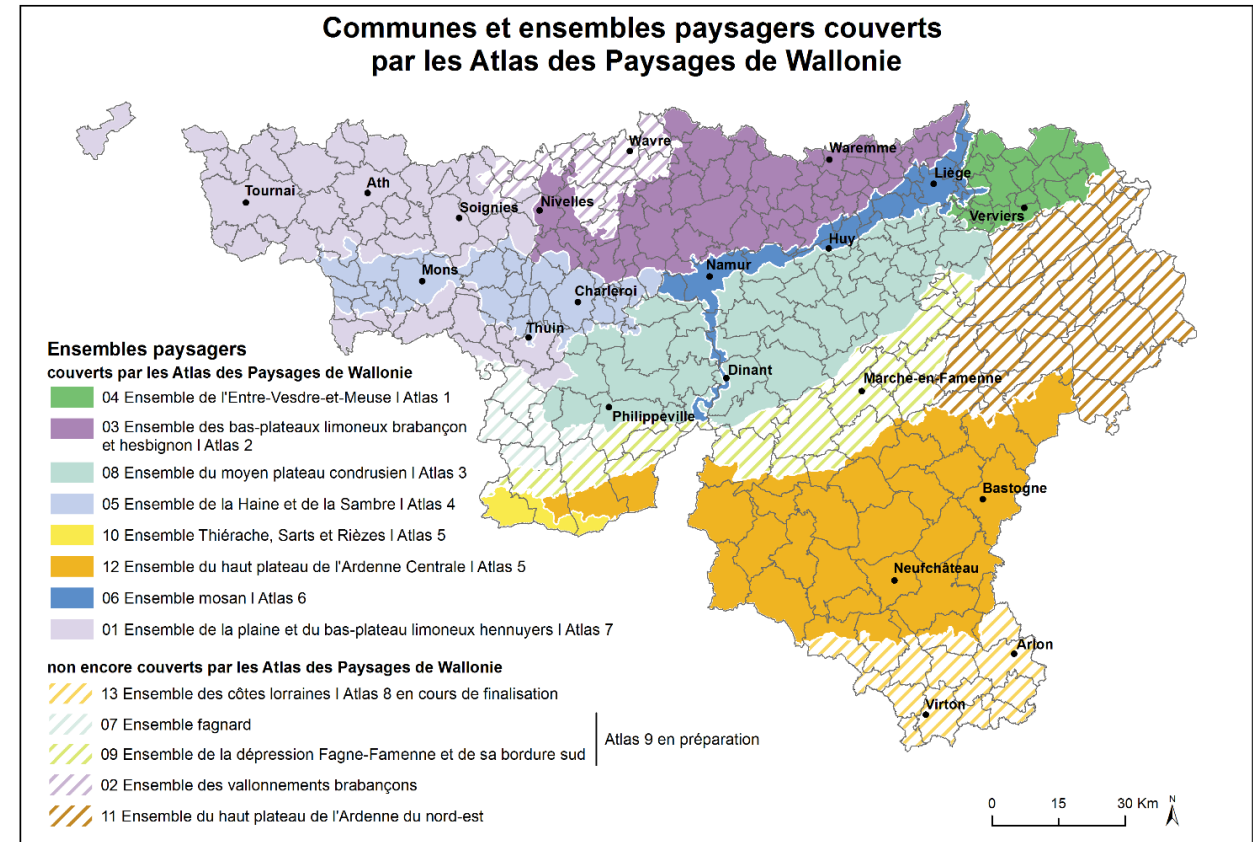 Communes et ensembles paysagers couverts
par les Atlas des Paysages de Wallonie
Wavre
Waremme
Liège
Tournai
Ath
Soignies
Nivelles
Verviers
Huy
Mons
Namur
Charleroi
Thuin
Dinant
Marche-en-Famenne
Philippeville
Bastogne
Neufchâteau
Arlon
Virton
Ensembles paysagers
couverts par les Atlas des Paysages de Wallonie
04 Ensemble de l'Entre-Vesdre-et-Meuse I Atlas 1
03 Ensemble des bas-plateaux limoneux brabançon
et hesbignon I Atlas 2
08 Ensemble du moyen plateau condrusien I Atlas 3
05 Ensemble de la Haine et de la Sambre I Atlas 4
10 Ensemble Thiérache, Sarts et Rièzes I Atlas 5
12 Ensemble du haut plateau de l'Ardenne Centrale I Atlas 5
06 Ensemble mosan I Atlas 6
01 Ensemble de la plaine et du bas-plateau limoneux hennuyers I Atlas 7
non encore couverts par les Atlas des Paysages de Wallonie
13 Ensemble des côtes lorraines I Atlas 8 en cours de finalisation
07 Ensemble fagnard
09 Ensemble de la dépression Fagne-Famenne et de sa bordure sud
Atlas 9 en préparation
02 Ensemble des vallonnements brabançons
11 Ensemble du haut plateau de l'Ardenne du nord-est
0 15 30 Km
N